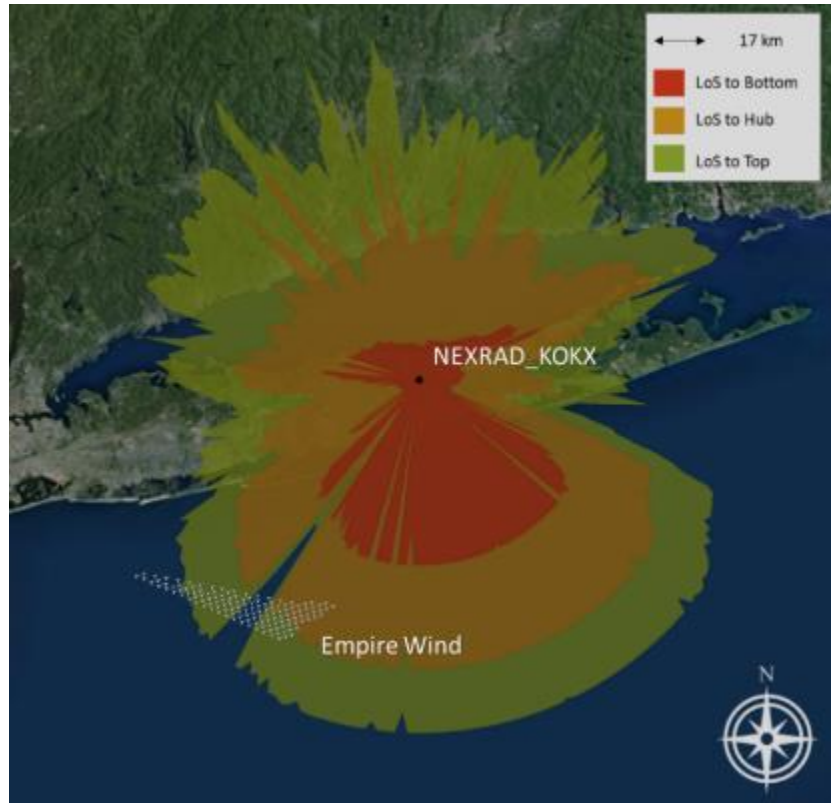 17 km
LoS to Bottom
LoS to Hub
LoS to Top
NEXRAD_KOKX
Empire Wind
N